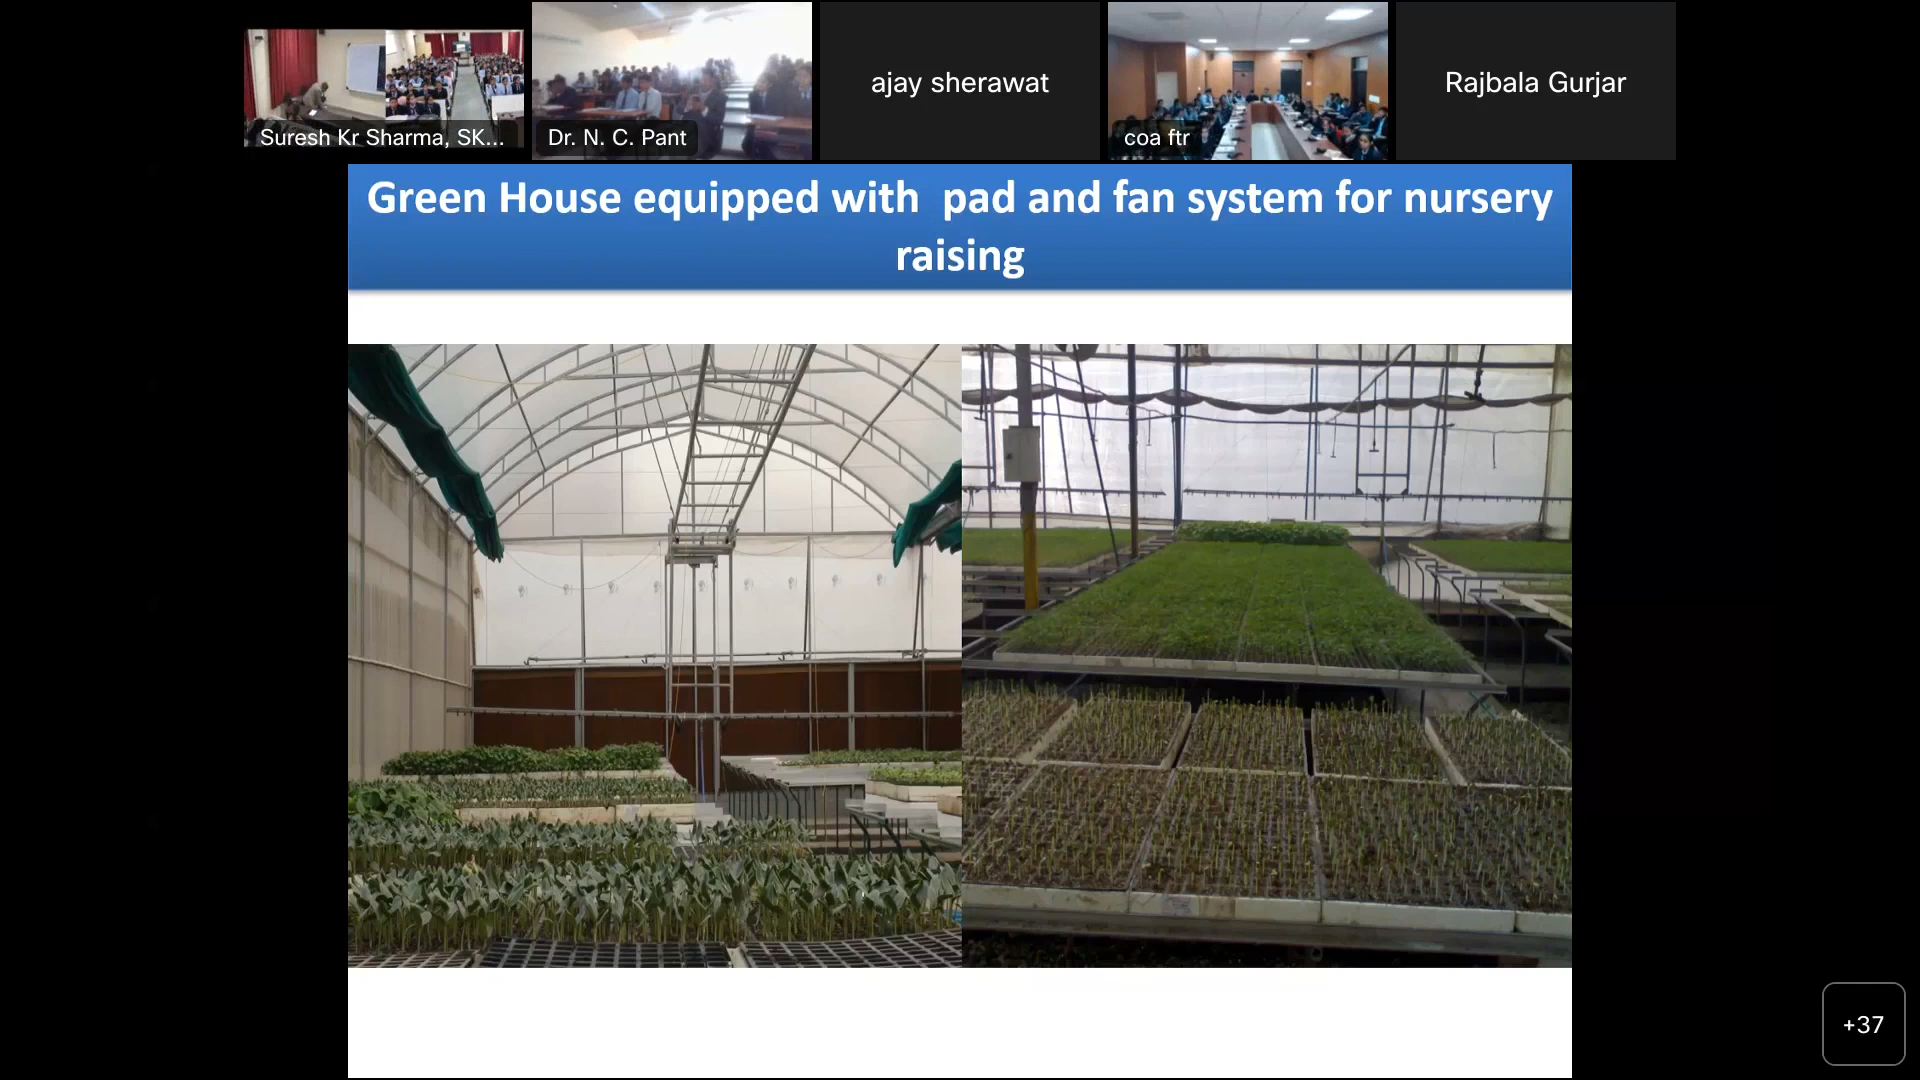 Suresh Kr Sharma, SK...
Dr. N. C. Pant
ajay sherawat
coa ftr
Rajbala Gurjar
Green House equipped with  pad and fan system for nursery
raising
+37